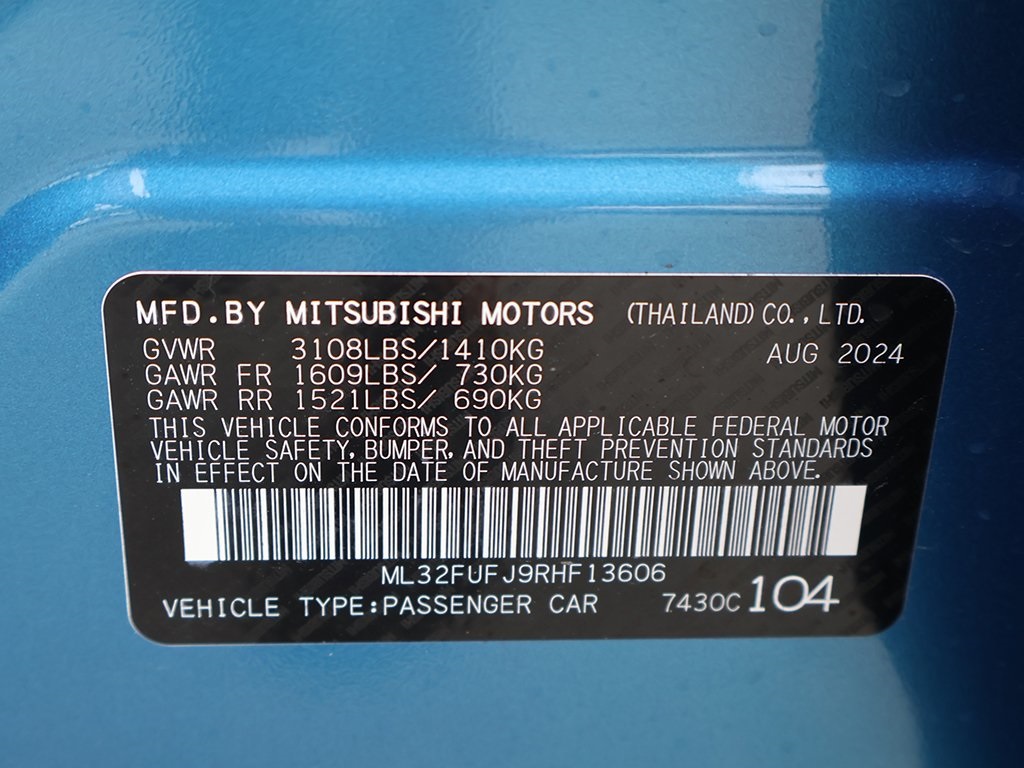 MFD.BY MITSUBISHI MOTORS (THAILAND) CO., LTD.
GVWR 3108LBS/1410KG AUG 2024
GAWR FR 1609LBS/ 730KG
GAWR RR 1521LBS/ 690KG
THIS VEHICLE CONFORMS TO ALL APPLICABLE FEDERAL MOTOR
VEHICLE SAFETY, BUMPER, AND THEFT PREVENTION STANDARDS
IN EFFECT ON THE DATE OF MANUFACTURE SHOWN ABOVE.
ML32FUFJ9RHF13606
VEHICLE TYPE:PASSENGER CAR 7430C 104